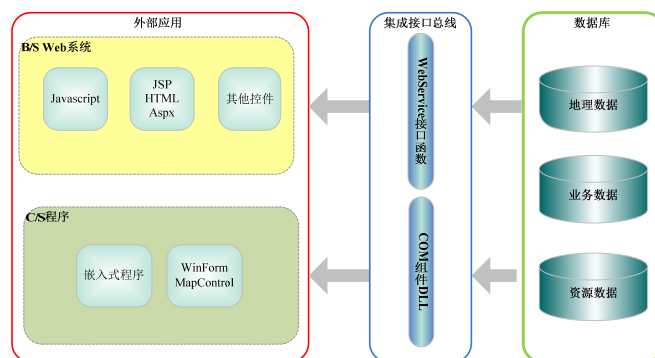 外部应用
B/S Web系统
Javascript
JSP
HTML
Aspx
其他控件
C/S程序
嵌入式程序
WinForm
MapControl
集成接口总线
WebService接口函数
COM组件DLL
数据库
地理数据
业务数据
资源数据